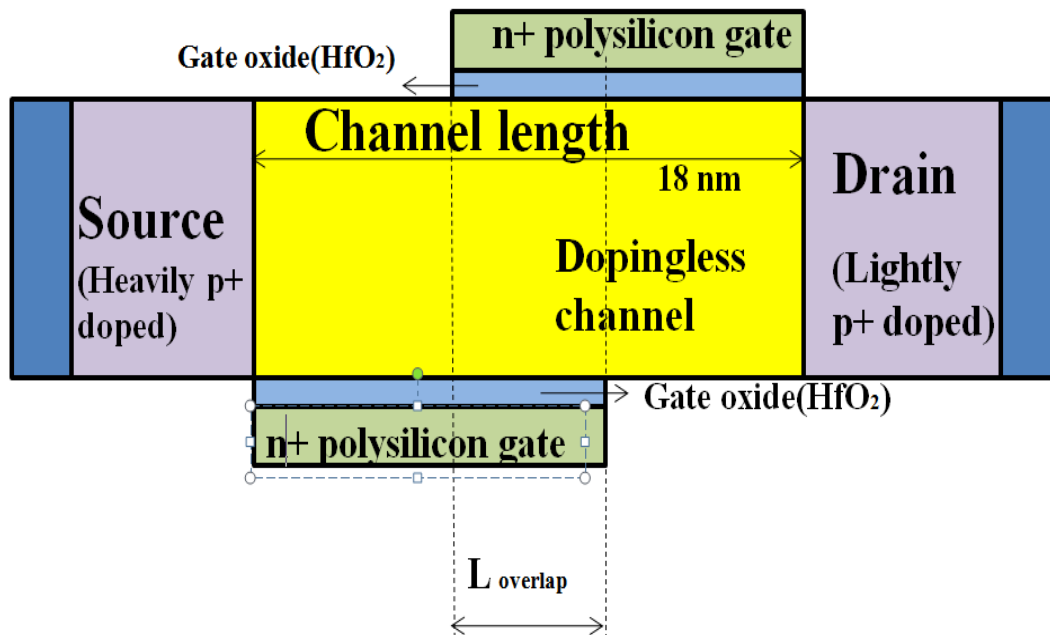 n+ polysilicon gate
Gate oxide(HfO₂)
Channel length
18 nm
Source
(Heavily p+
doped)
Drain
(Lightly
p+ doped)
Dopingless
channel
Gate oxide(HfO₂)
n+ polysilicon gate
L overlap